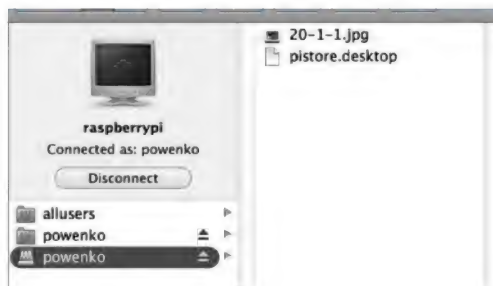 raspberrypi
Connected as: powenko
Disconnect
allusers
powenko
powenko
20-1-1.jpg
pistore.desktop